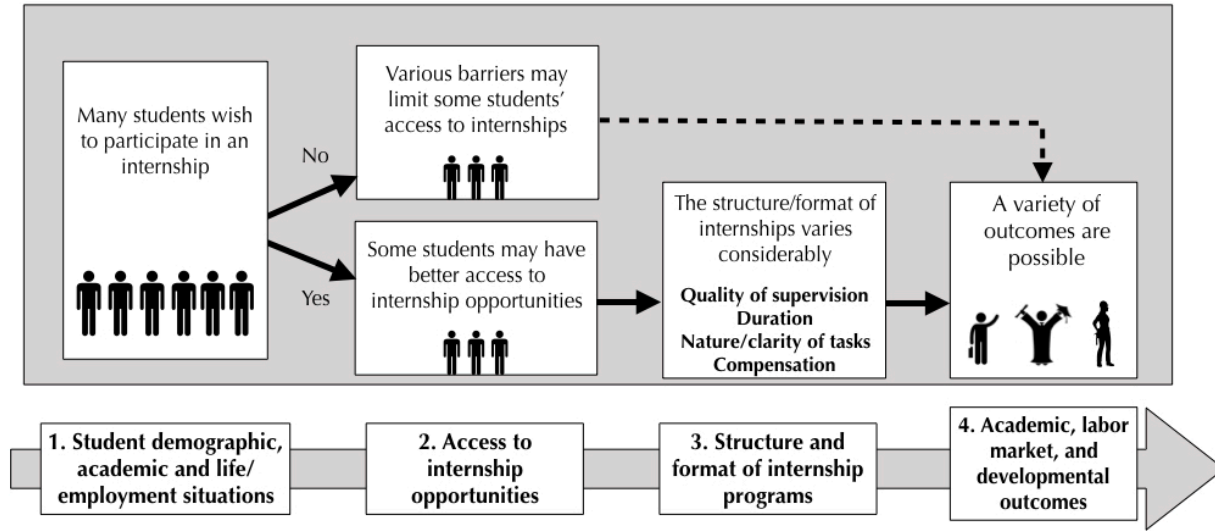 Many students wish
to participate in an
internship
No
Yes
Various barriers may
limit some students’
access to internships
Some students may have
better access to
internship opportunities
The structure/format of
internships varies
considerably
Quality of supervision
Duration
Nature/clarity of tasks
Compensation
A variety of
outcomes are
possible
1. Student demographic,
academic and life/
employment situations
2. Access to
internship
opportunities
3. Structure and
format of internship
programs
4. Academic, labor
market, and
developmental
outcomes